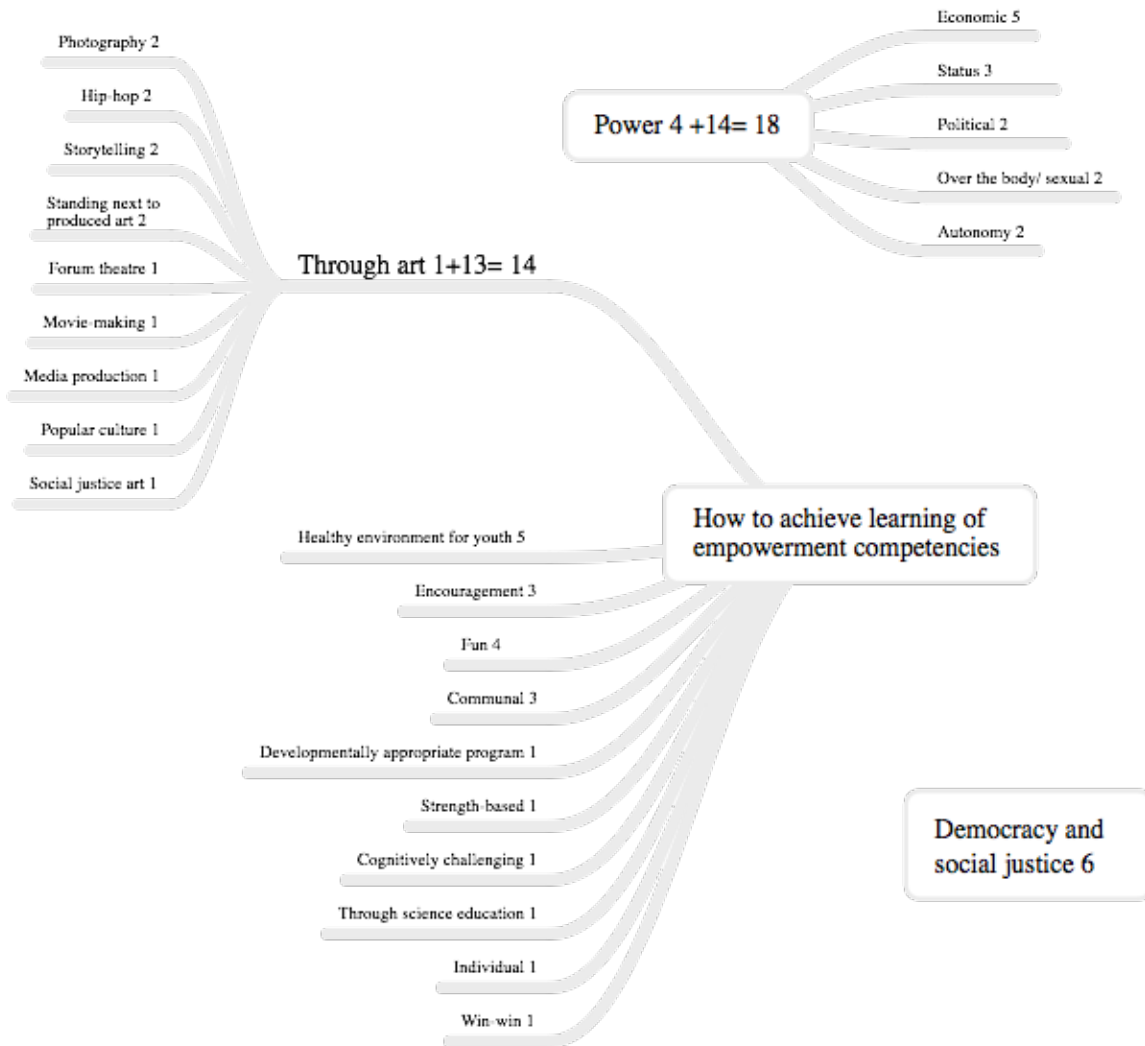 Photography 2
Hip-hop 2
Storytelling 2
Standing next to
produced art 2
Forum theatre 1
Movie-making 1
Media production 1
Popular culture 1
Social justice art 1
Through art 1+13= 14
Power 4 +14= 18
Economic 5
Status 3
Political 2
Over the body/ sexual 2
Autonomy 2
How to achieve learning of
empowerment competencies
Healthy environment for youth 5
Encouragement 3
Fun 4
Communal 3
Developmentally appropriate program 1
Strength-based 1
Cognitively challenging 1
Through science education 1
Individual 1
Win-win 1
Democracy and
social justice 6